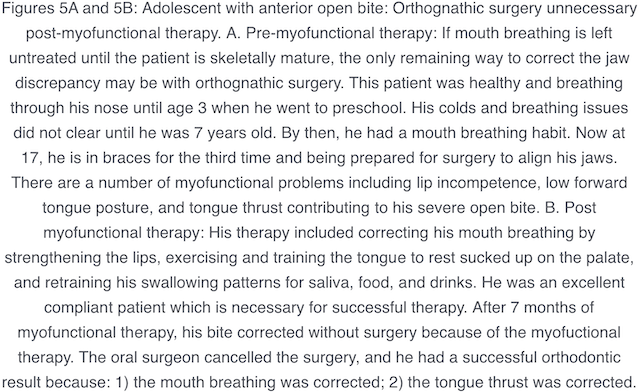 Figures 5A and 5B: Adolescent with anterior open bite: Orthognathic surgery unnecessary
post-myofunctional therapy. A. Pre-myofunctional therapy: If mouth breathing is left
untreated until the patient is skeletally mature, the only remaining way to correct the jaw
discrepancy may be with orthognathic surgery. This patient was healthy and breathing
through his nose until age 3 when he went to preschool. His colds and breathing issues
did not clear until he was 7 years old. By then, he had a mouth breathing habit. Now at
17, he is in braces for the third time and being prepared for surgery to align his jaws.
There are a number of myofunctional problems including lip incompetence, low forward
tongue posture, and tongue thrust contributing to his severe open bite. B. Post
myofunctional therapy: His therapy included correcting his mouth breathing by
strengthening the lips, exercising and training the tongue to rest sucked up on the palate,
and retraining his swallowing patterns for saliva, food, and drinks. He was an excellent
compliant patient which is necessary for successful therapy. After 7 months of
myofunctional therapy, his bite corrected without surgery because of the myofuctional
therapy. The oral surgeon cancelled the surgery, and he had a successful orthodontic
result because: 1) the mouth breathing was corrected; 2) the tongue thrust was corrected.